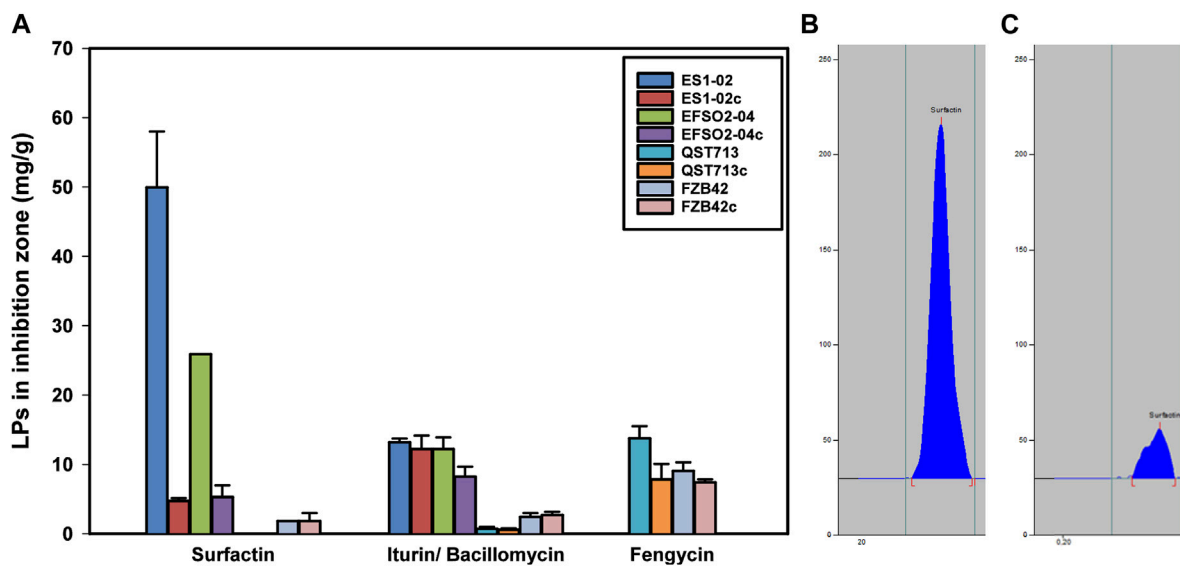 A
LPs in inhibition zone (mg/g)
70
60
50
40
30
20
10
0
ES1-02
ES1-02c
EFSO2-04
EFSO2-04c
QST713
QST713c
FZB42
FZB42c
Surfactin
Iturin/ Bacillomycin
Fengycin
B
250
200
150
100
50
0
Surfactin
20
C
250
200
150
100
50
0
Surfactin
0.20